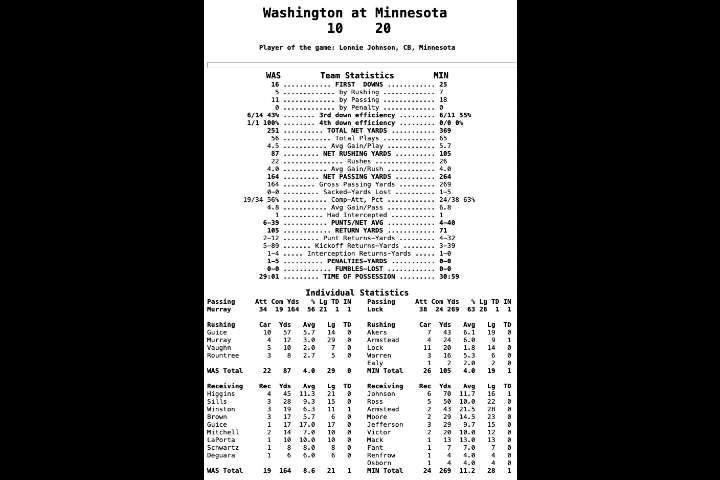 Washington at Minnesota
10 20
Player of the game: Lonnie Johnson, CB, Minnesota
WAS Team Statistics MIN
16 ............ FIRST DOWNS ........... 25
5 ............. by Rushing ........... 7
11 ............. by Passing ........... 18
0 ............. by Penalty ........... 0
6/14 43% ........ 3rd down efficiency ... 6/11 55%
1/1 100% ........ 4th down efficiency ... 0/0 0%
251 .......... TOTAL NET YARDS ......... 369
56 ............ Total Plays ........... 65
4.5 ........... Avg Gain/Play .......... 5.7
87 ......... NET RUSHING YARDS ........ 105
22 .............. Rushes .............. 26
4.0 ........... Avg Gain/Rush .......... 4.0
164 ......... NET PASSING YARDS ........ 264
164 ........ Gross Passing Yards ....... 269
0-0 ........ Sacked-Yards Lost ........ 1-5
19/34 56% ......... Comp-Att, Pct ...... 24/38 63%
4.8 ........... Avg Gain/Pass .......... 6.8
1 .......... Had Intercepted ......... 1
6-39 ........... PUNTS/NET AVG .......... 4-40
105 ............ RETURN YARDS .......... 71
2-12 ........ Punt Returns-Yards ....... 4-32
5-89 ...... Kickoff Returns-Yards ...... 3-39
1-4 ..... Interception Returns-Yards ..... 1-0
1-5 .......... PENALTIES-YARDS ......... 0-0
0-0 ............ FUMBLES-LOST .......... 0-0
29:01 ......... TIME OF POSSESSION ....... 30:59
Individual Statistics
Passing Att Com Yds % Lg TD IN Passing Att Com Yds % Lg TD IN
Murray 34 19 164 56 21 1 1 Lock 38 24 269 63 28 1 1
Rushing Car Yds Avg Lg TD Rushing Car Yds Avg Lg TD
Guice 10 57 5.7 14 0 Akers 7 43 6.1 19 0
Murray 4 12 3.0 29 0 Armstead 4 24 6.0 9 1
Vaughn 5 10 2.0 7 0 Lock 11 20 1.8 14 0
Rountree 3 8 2.7 5 0 Warren 3 16 5.3 6 0
Ealy 1 2 2.0 2 0
WAS Total 22 87 4.0 29 0 MIN Total 26 105 4.0 19 1
Receiving Rec Yds Avg Lg TD Receiving Rec Yds Avg Lg TD
Higgins 4 45 11.3 21 0 Johnson 6 70 11.7 16 1
Sills 3 28 9.3 15 0 Ross 5 50 10.0 22 0
Winston 3 19 6.3 11 1 Armstead 2 43 21.5 28 0
Brown 3 17 5.7 6 0 Moore 2 29 14.5 23 0
Guice 1 17 17.0 17 0 Jefferson 3 29 9.7 15 0
Mitchell 2 14 7.0 10 0 Victor 2 20 10.0 12 0
LaPorta 1 10 10.0 10 0 Mack 1 13 13.0 13 0
Schwartz 1 8 8.0 8 0 Fant 1 7 7.0 7 0
Deguara 1 6 6.0 6 0 Renfrow 1 4 4.0 4 0
Osborn 1 4 4.0 4 0
WAS Total 19 164 8.6 21 1 MIN Total 24 269 11.2 28 1